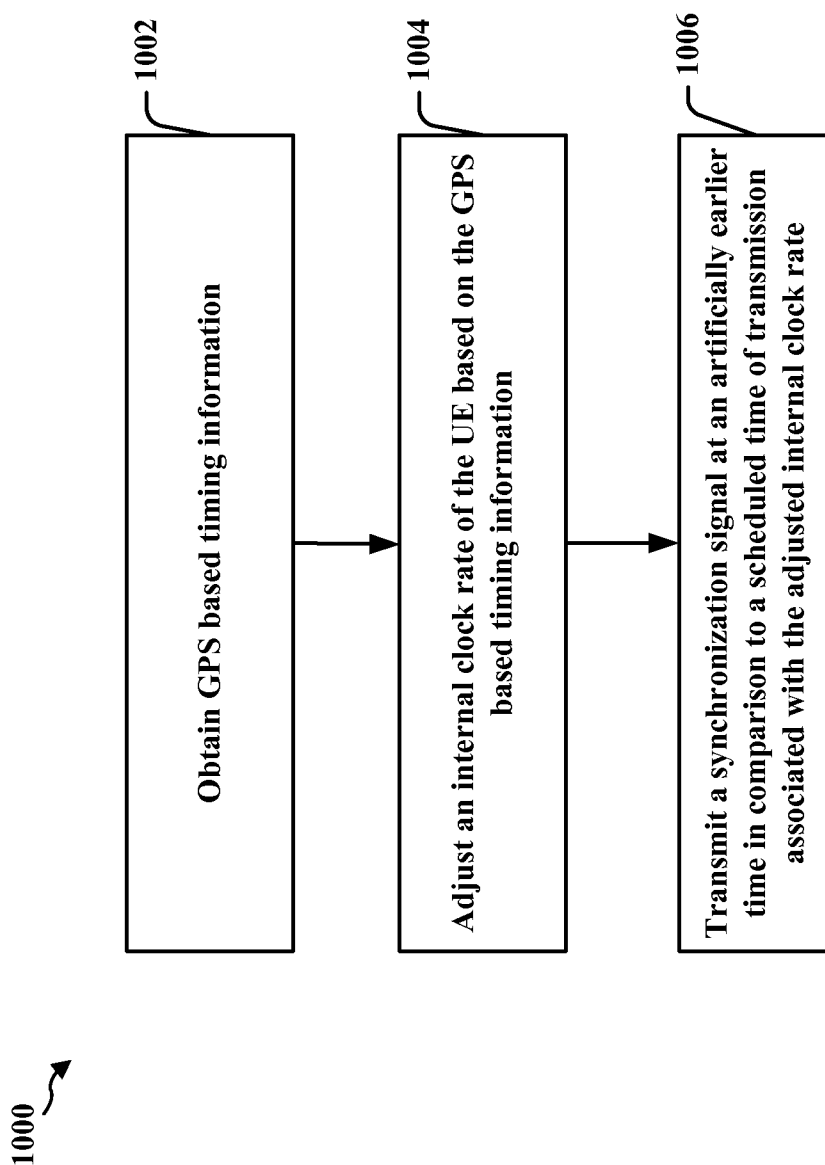 1000
1002
Obtain GPS based timing information
1004
Adjust an internal clock rate of the UE based on the GPS
based timing information
1006
Transmit a synchronization signal at an artificially earlier
time in comparison to a scheduled time of transmission
associated with the adjusted internal clock rate